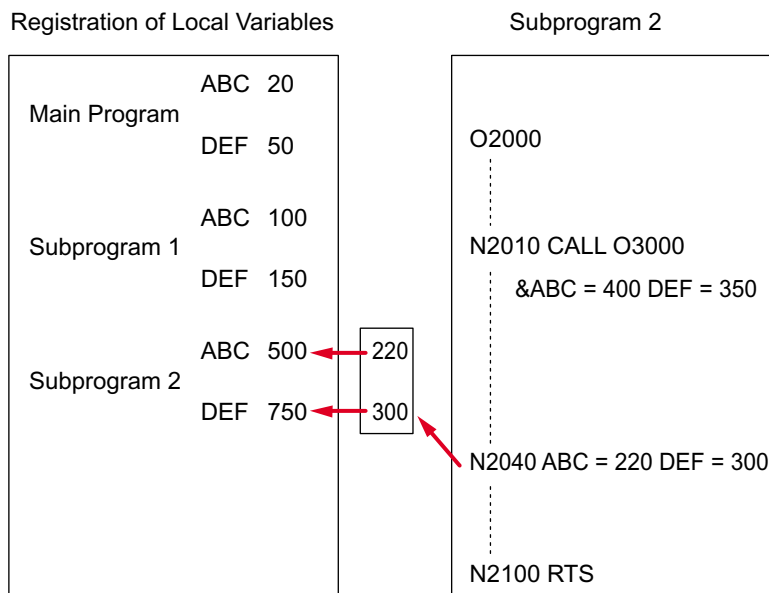 Registration of Local Variables
Main Program
ABC 20
DEF 50
Subprogram 1
ABC 100
DEF 150
Subprogram 2
ABC 500
DEF 750
220
300
Subprogram 2
O2000
N2010 CALL O3000
&ABC = 400 DEF = 350
N2040 ABC = 220 DEF = 300
N2100 RTS